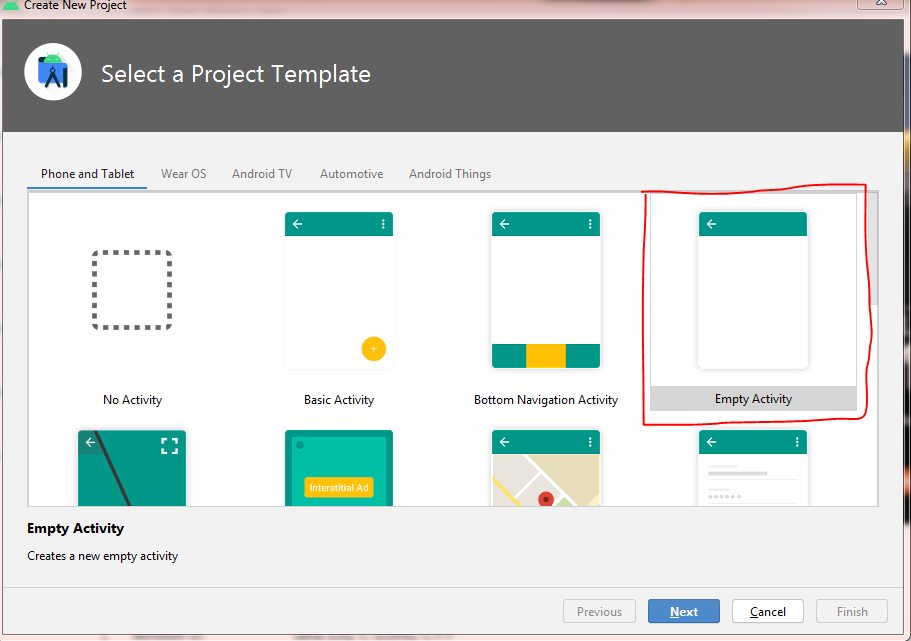 Create New Project
Select a Project Template
Phone and Tablet Wear OS Android TV Automotive Android Things
No Activity Basic Activity Bottom Navigation Activity Empty Activity
Interstitial Ad
Empty Activity
Creates a new empty activity
Previous Next Cancel Finish